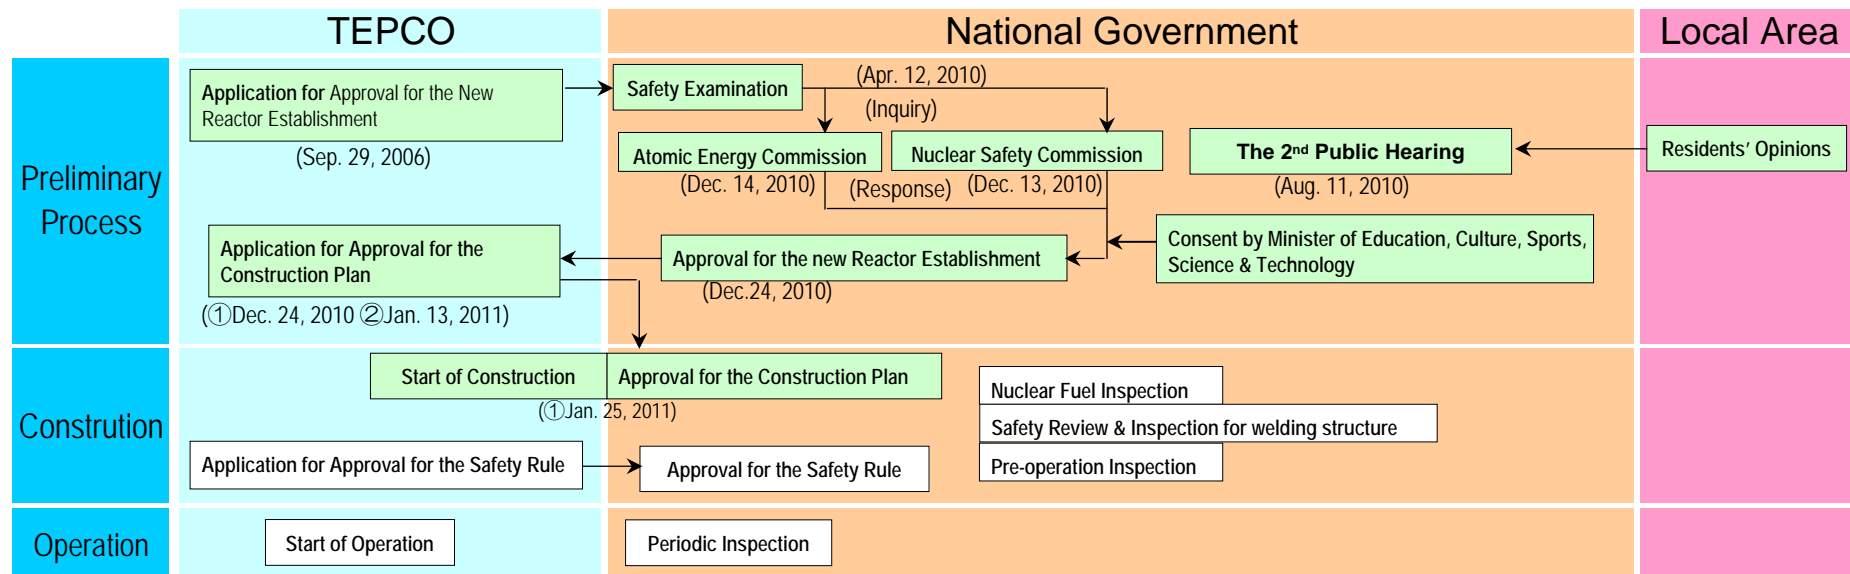 TEPCO
National Government
Local Area
Preliminary
Process
Application for Approval for the New
Reactor Establishment
(Sep. 29, 2006)
Safety Examination
(Apr. 12, 2010)
(Inquiry)
Atomic Energy Commission
(Dec. 14, 2010)
(Response)
Nuclear Safety Commission
(Dec. 13, 2010)
The 2nd Public Hearing
(Aug. 11, 2010)
Residents' Opinions
Application for Approval for the
Construction Plan
(①Dec. 24, 2010 ②Jan. 13, 2011)
Approval for the new Reactor Establishment
(Dec.24, 2010)
Consent by Minister of Education, Culture, Sports,
Science & Technology
Constrution
Start of Construction
Approval for the Construction Plan
(①Jan. 25, 2011)
Nuclear Fuel Inspection
Safety Review & Inspection for welding structure
Pre-operation Inspection
Application for Approval for the Safety Rule
Approval for the Safety Rule
Operation
Start of Operation
Periodic Inspection